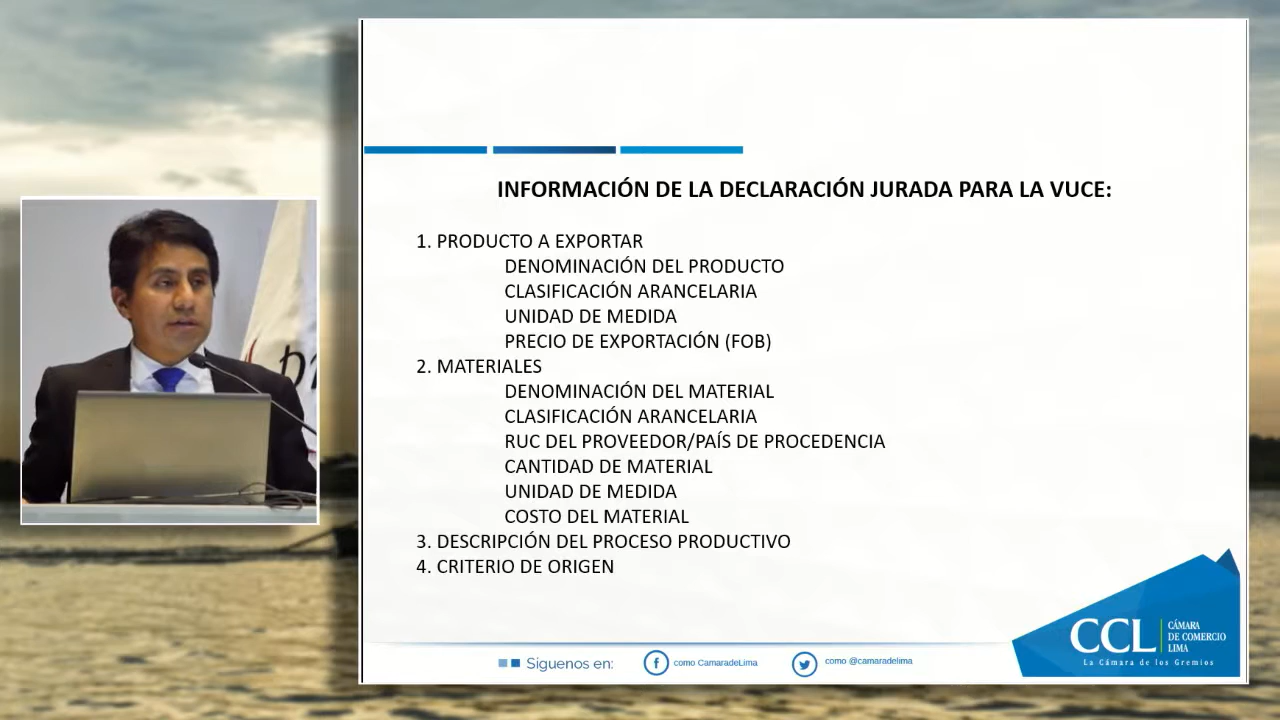 INFORMACIÓN DE LA DECLARACIÓN JURADA PARA LA VUCE:
1. PRODUCTO A EXPORTAR
DENOMINACIÓN DEL PRODUCTO
CLASIFICACIÓN ARANCELARIA
UNIDAD DE MEDIDA
PRECIO DE EXPORTACIÓN (FOB)
2. MATERIALES
DENOMINACIÓN DEL MATERIAL
CLASIFICACIÓN ARANCELARIA
RUC DEL PROVEEDOR/PAÍS DE PROCEDENCIA
CANTIDAD DE MATERIAL
UNIDAD DE MEDIDA
COSTO DEL MATERIAL
3. DESCRIPCIÓN DEL PROCESO PRODUCTIVO
4. CRITERIO DE ORIGEN
CCL
CÁMARA
DE COMERCIO
LIMA
La Cámara de los Gremios
Síguenos en:
como CamaradeLima
como @camaradelima